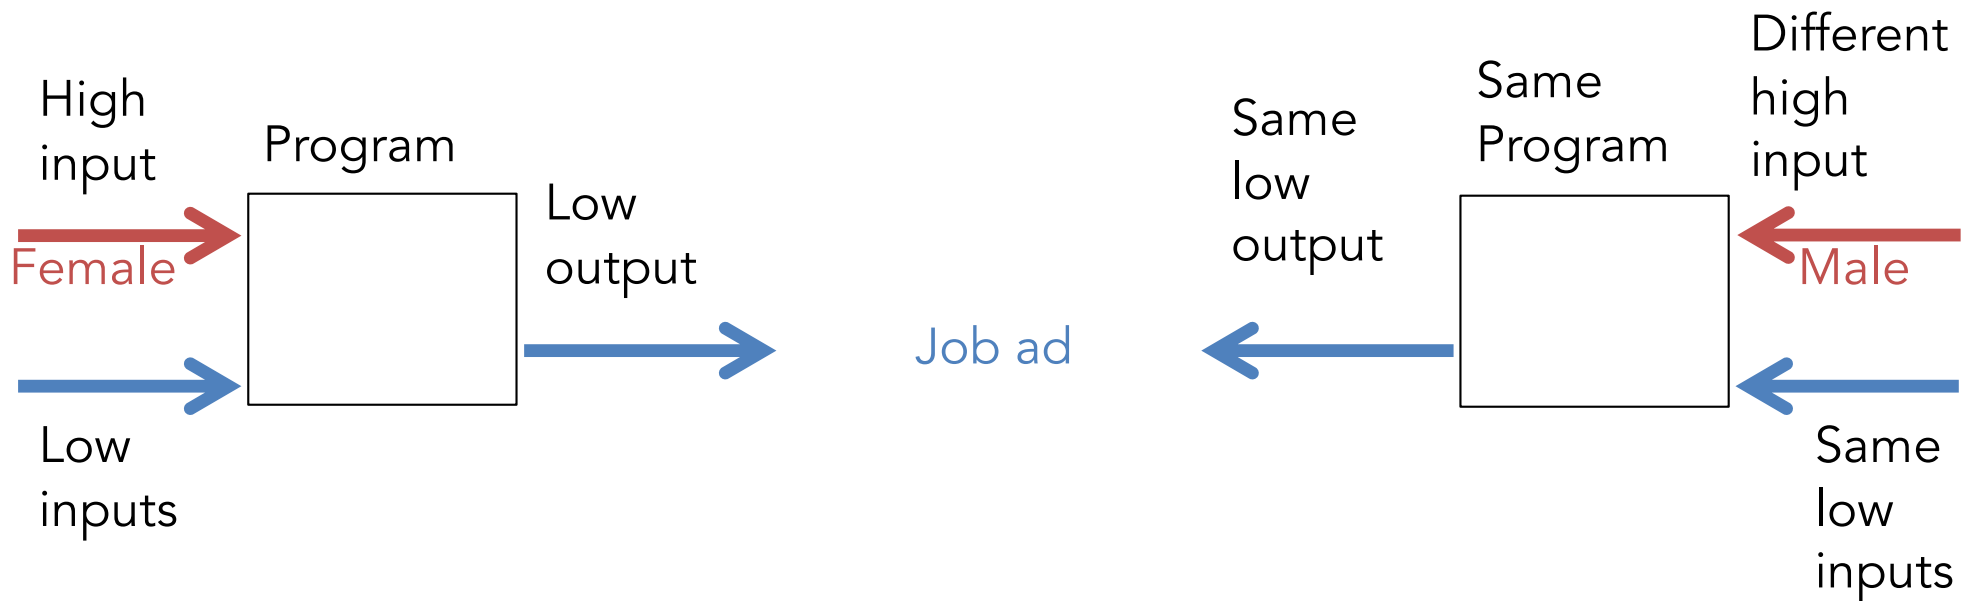 High
input
Program
Female
Low
output
Low
inputs
Job ad
Same
low
output
Same
Program
Different
high
input
Male
Same
low
inputs